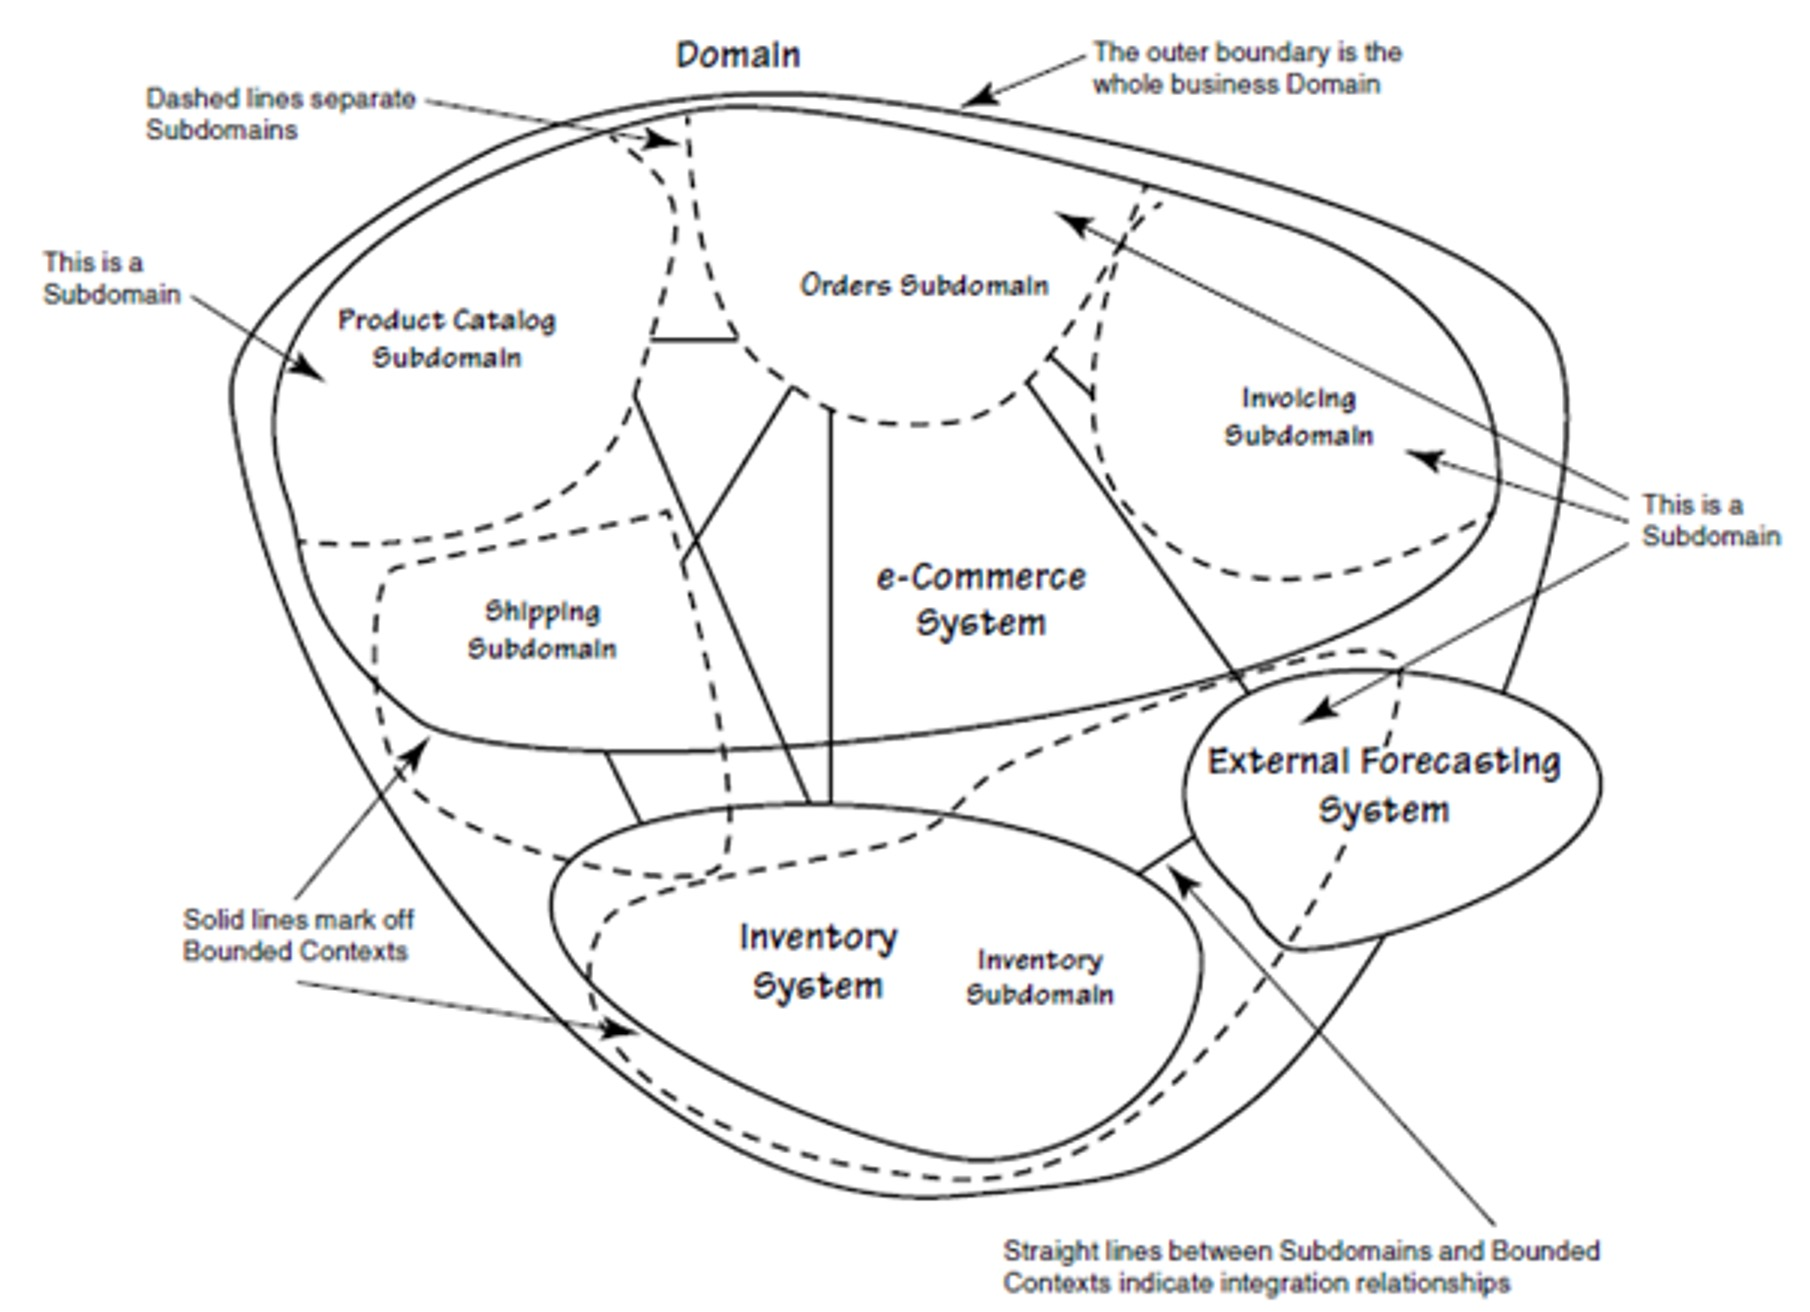 Domain
The outer boundary is the
whole business Domain
Dashed lines separate
Subdomains
This is a
Subdomain
Orders Subdomain
Product Catalog
Subdomain
Invoicing
Subdomain
This is a
Subdomain
e-Commerce
System
Shipping
Subdomain
External Forecasting
System
Solid lines mark off
Bounded Contexts
Inventory
System
Inventory
Subdomain
Straight lines between Subdomains and Bounded
Contexts indicate integration relationships